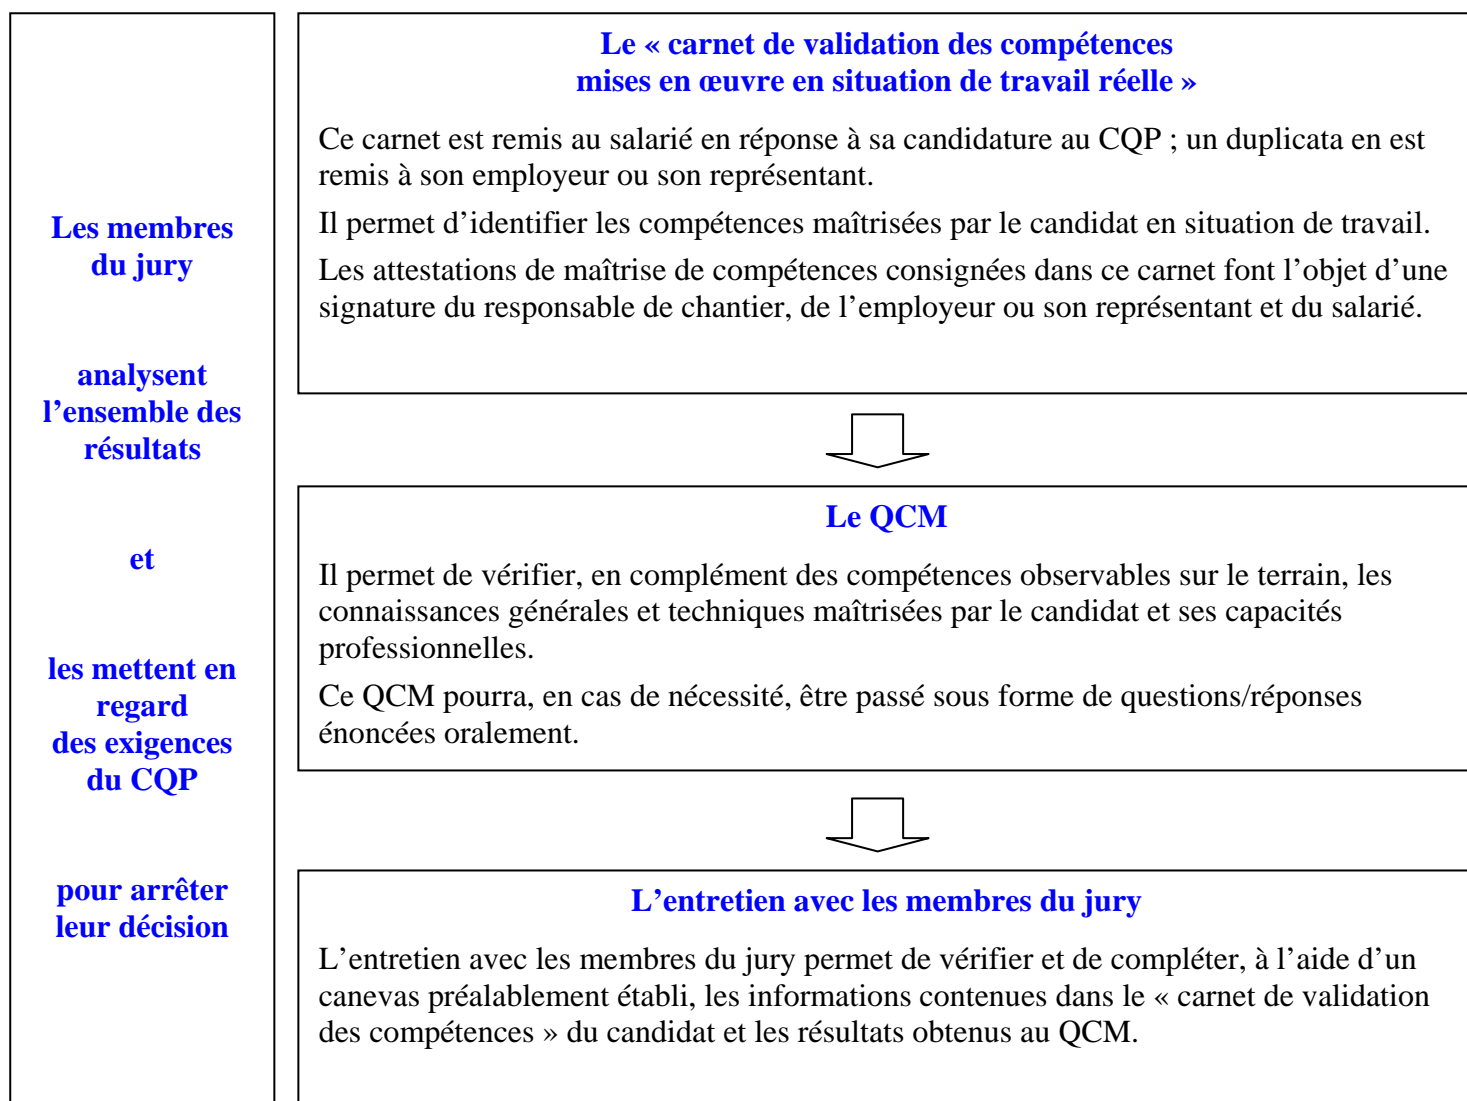 Les membres
du jury
analysent
l'ensemble des
résultats
et
les mettent en
regard
des exigences
du CQP
pour arrêter
leur décision
Le « carnet de validation des compétences
mises en œuvre en situation de travail réelle »
Ce carnet est remis au salarié en réponse à sa candidature au CQP ; un duplicata en est
remis à son employeur ou son représentant.
Il permet d'identifier les compétences maîtrisées par le candidat en situation de travail.
Les attestations de maîtrise de compétences consignées dans ce carnet font l'objet d'une
signature du responsable de chantier, de l'employeur ou son représentant et du salarié.
Le QCM
Il permet de vérifier, en complément des compétences observables sur le terrain, les
connaissances générales et techniques maîtrisées par le candidat et ses capacités
professionnelles.
Ce QCM pourra, en cas de nécessité, être passé sous forme de questions/réponses
énoncées oralement.
L'entretien avec les membres du jury
L'entretien avec les membres du jury permet de vérifier et de compléter, à l'aide d'un
canevas préalablement établi, les informations contenues dans le « carnet de validation
des compétences » du candidat et les résultats obtenus au QCM.